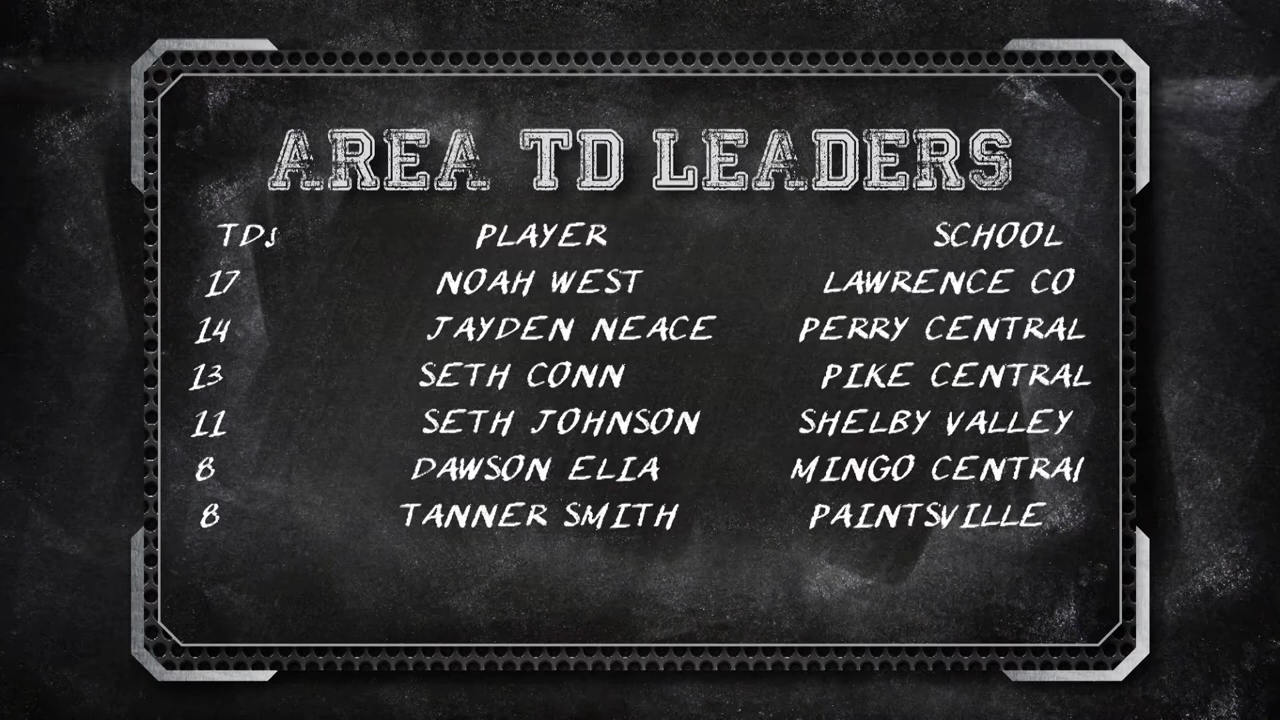 AREA TD LEADERS
TDs PLAYER SCHOOL
17 NOAH WEST LAWRENCE CO
14 JAYDEN NEACE PERRY CENTRAL
13 SETH CONN PIKE CENTRAL
11 SETH JOHNSON SHELBY VALLEY
8 DAWSON ELIA MINGO CENTRAl
8 TANNER SMITH PAINTSVILLE